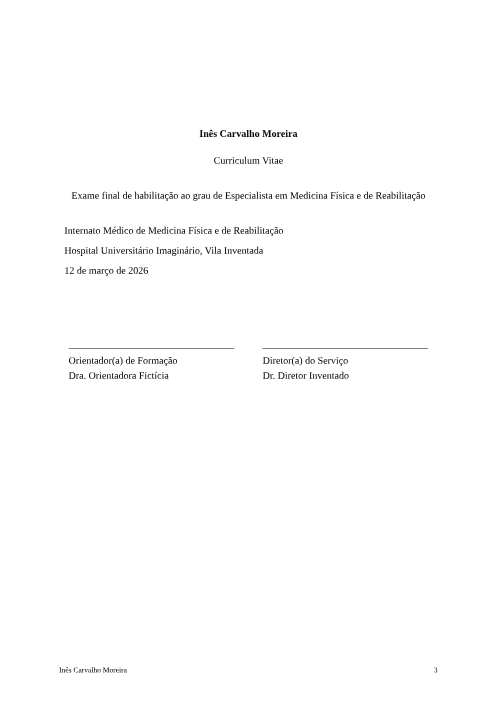 Inês Carvalho Moreira
Curriculum Vitae
Exame final de habilitação ao grau de Especialista em Medicina Física e de Reabilitação
Internato Médico de Medicina Física e de Reabilitação
Hospital Universitário Imaginário, Vila Inventada
12 de março de 2026
Orientador(a) de Formação
Dra. Orientadora Fictícia
Diretor(a) do Serviço
Dr. Diretor Inventado
Inês Carvalho Moreira
3